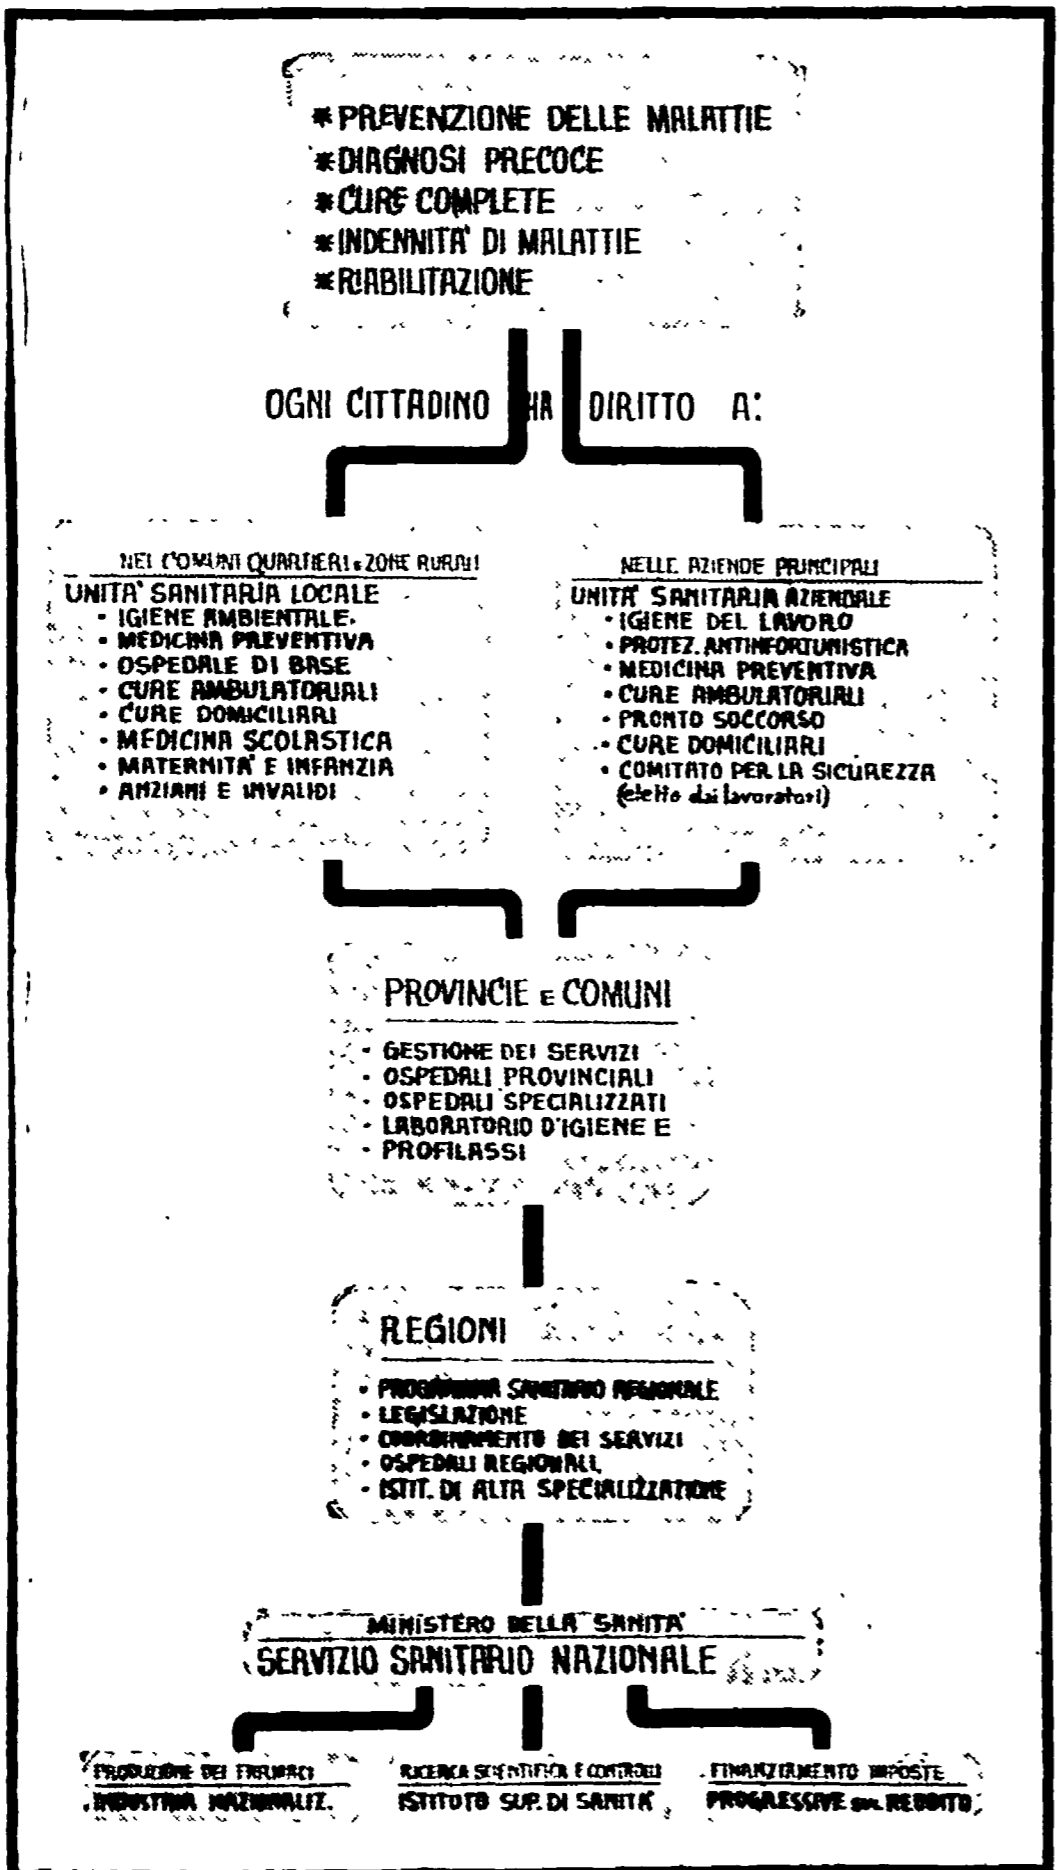 *PREVENZIONE DELLE MALATTIE
*DIAGNOSI PRECOCE
*CURE COMPLETE
*INDENNITA' DI MALATTIE
*RIABILITAZIONE
OGNI CITTADINO HA DIRITTO A:
NEI COMUNI QUARTIERI E ZONE RURALI
UNITA' SANITARIA LOCALE
· IGIENE AMBIENTALE.
· MEDICINA PREVENTIVA
· OSPEDALE DI BASE
· CURE AMBULATORIALI
· CURE DOMICILIARI
· MEDICINA SCOLASTICA
· MATERNITA' E INFANZIA
· ANZIANI E INVALIDI
NELLE AZIENDE PRINCIPALI
UNITA' SANITARIA AZIENDALE
· IGIENE DEL LAVORO
· PROTEZ. ANTINFORTUNISTICA
· MEDICINA PREVENTIVA
· CURE AMBULATORIALI
· PRONTO SOCCORSO
· CURE DOMICILIARI
· COMITATO PER LA SICUREZZA
(eletto dai lavoratori)
PROVINCIE E COMUNI
· GESTIONE DEI SERVIZI
· OSPEDALI PROVINCIALI
· OSPEDALI SPECIALIZZATI
· LABORATORIO D'IGIENE E
· PROFILASSI
REGIONI
· PROGRAMMA SANITARIO REGIONALE
· LEGISLAZIONE
· COORDINAMENTO DEI SERVIZI
· OSPEDALI REGIONALI
· ISTIT. DI ALTA SPECIALIZZAZIONE
MINISTERO DELLA SANITA'
SERVIZIO SANITARIO NAZIONALE
PRODUZIONE DEI FARMACI
INDUSTRIA NAZIONALIZ.
RICERCA SCIENTIFICA E CONTROLLI
ISTITUTO SUP. DI SANITA'
FINANZIAMENTO IMPOSTE
PROGRESSIVE SUL REDDITO